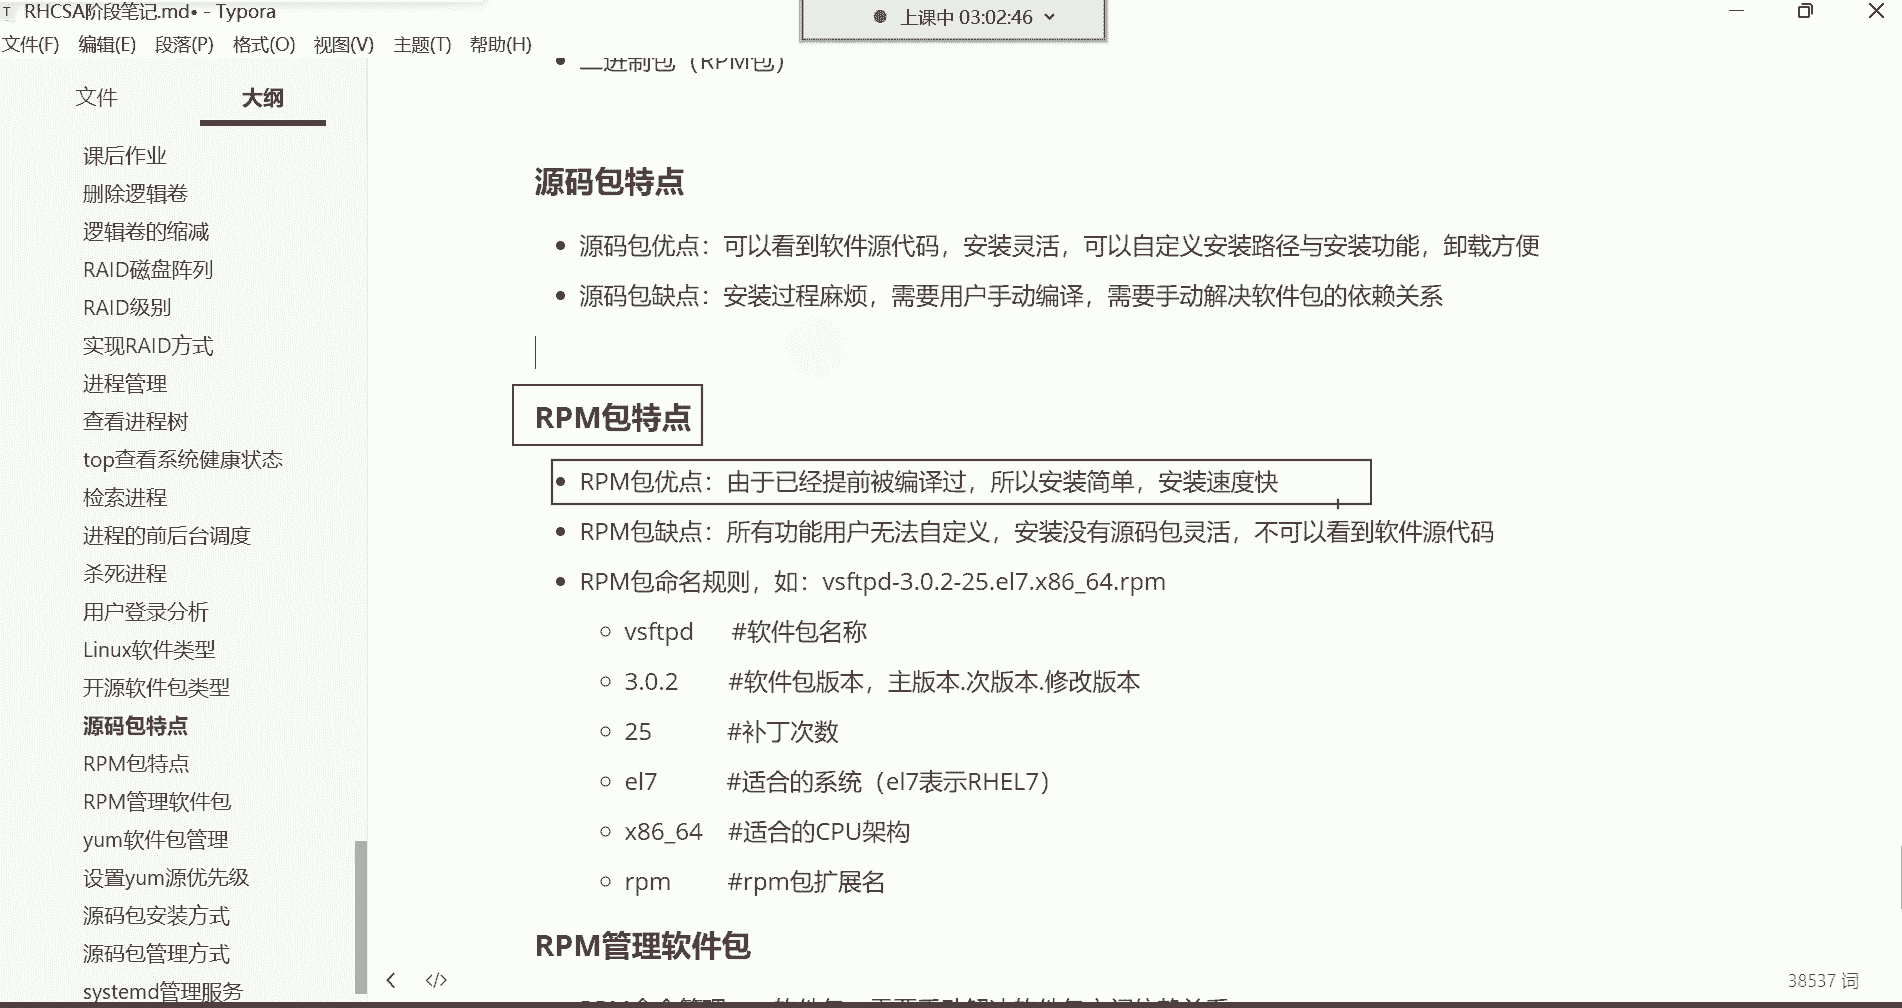 T RHCSA阶段笔记.md• - Typora
上课中 03:02:46
文件(F) 编辑(E) 段落(P) 格式(O) 视图(V) 主题(T) 帮助(H)
文件 大纲
课后作业
删除逻辑卷
逻辑卷的缩减
RAID磁盘阵列
RAID级别
实现RAID方式
进程管理
查看进程树
top查看系统健康状态
检索进程
进程的前后台调度
杀死进程
用户登录分析
Linux软件类型
开源软件包类型
源码包特点
RPM包特点
RPM管理软件包
yum软件包管理
设置yum源优先级
源码包安装方式
源码包管理方式
systemd管理服务
二进制包（RPM包）
源码包特点
源码包优点：可以看到软件源代码，安装灵活，可以自定义安装路径与安装功能，卸载方便
源码包缺点：安装过程麻烦，需要用户手动编译，需要手动解决软件包的依赖关系
RPM包特点
RPM包优点：由于已经提前被编译过，所以安装简单，安装速度快
RPM包缺点：所有功能用户无法自定义，安装没有源码包灵活，不可以看到软件源代码
RPM包命名规则，如：vsftpd-3.0.2-25.el7.x86_64.rpm
vsftpd #软件包名称
3.0.2 #软件包版本，主版本.次版本.修改版本
25 #补丁次数
el7 #适合的系统（el7表示RHEL7）
x86_64 #适合的CPU架构
rpm #rpm包扩展名
RPM管理软件包
</> 38537 词